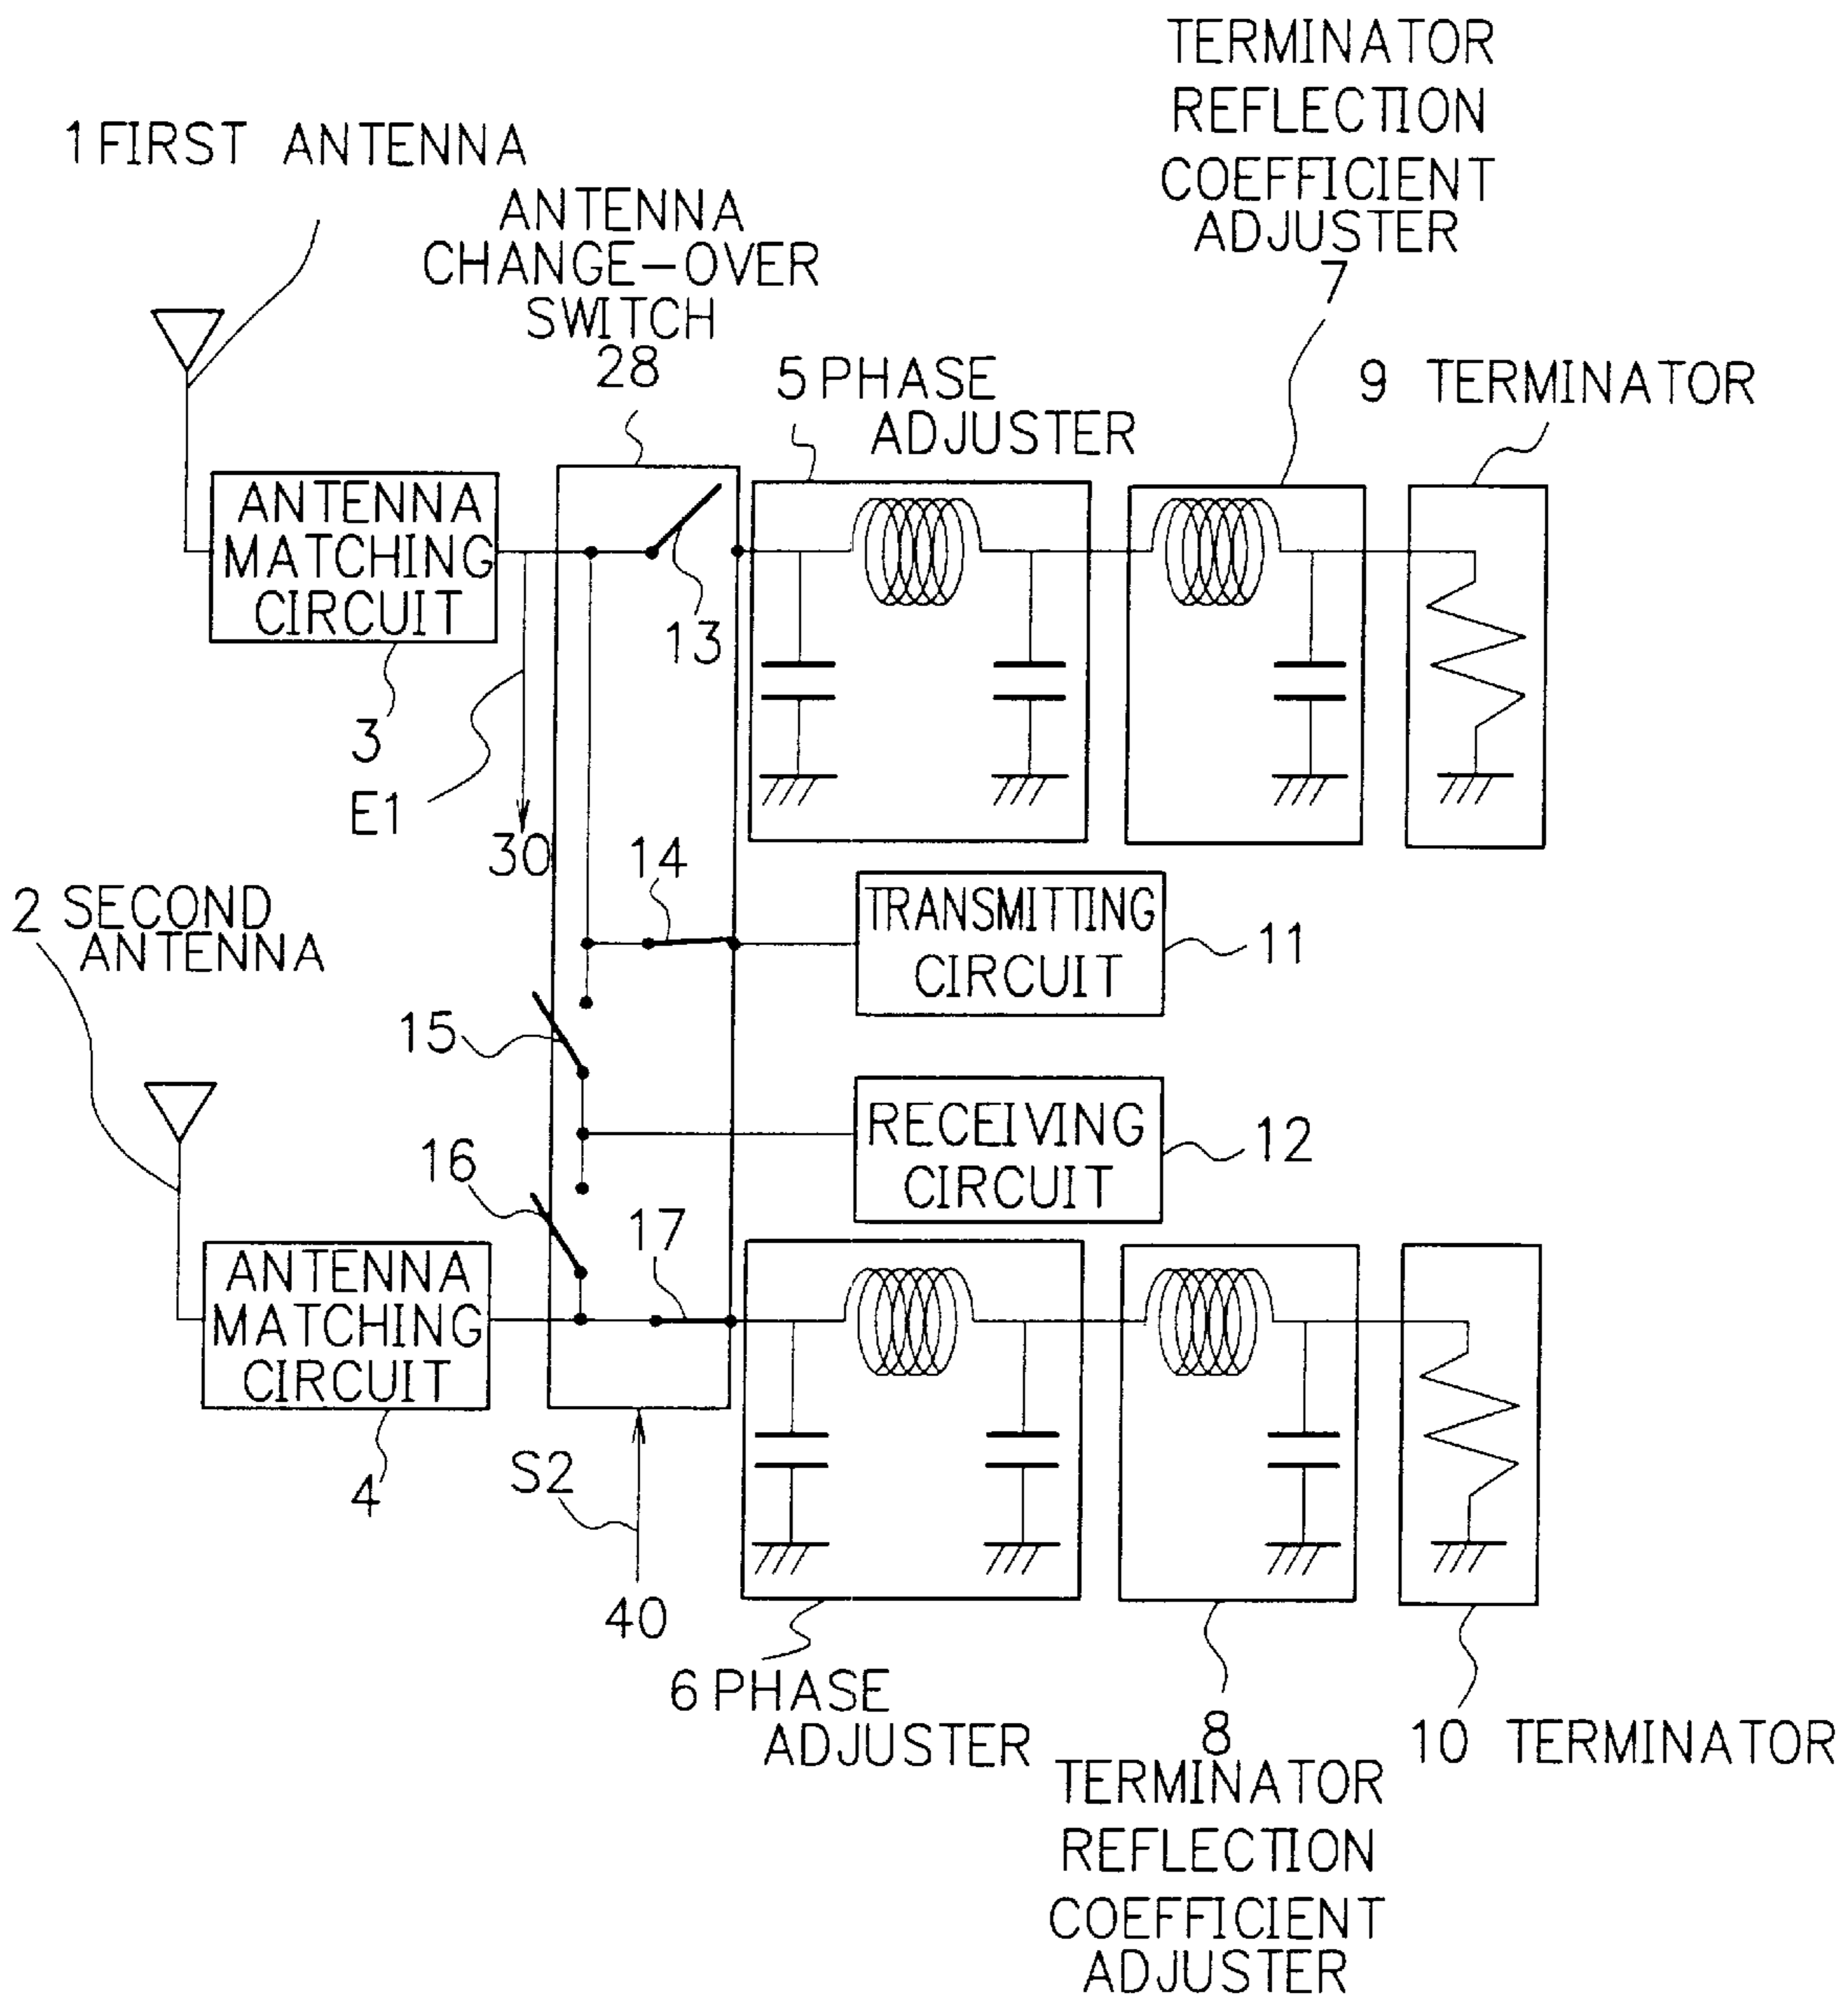 TERMINATOR
REFLECTION
COEFFICIENT
ADJUSTER
7
1 FIRST ANTENNA
ANTENNA
CHANGE-OVER
SWITCH
28
5 PHASE
ADJUSTER
9 TERMINATOR
ANTENNA
MATCHING
CIRCUIT
13
3
E1
30
14
2 SECOND
ANTENNA
TRANSMITTING
CIRCUIT
11
15
RECEIVING
CIRCUIT
12
16
17
ANTENNA
MATCHING
CIRCUIT
4
S2
40
6 PHASE
ADJUSTER
8
TERMINATOR
REFLECTION
COEFFICIENT
ADJUSTER
10 TERMINATOR